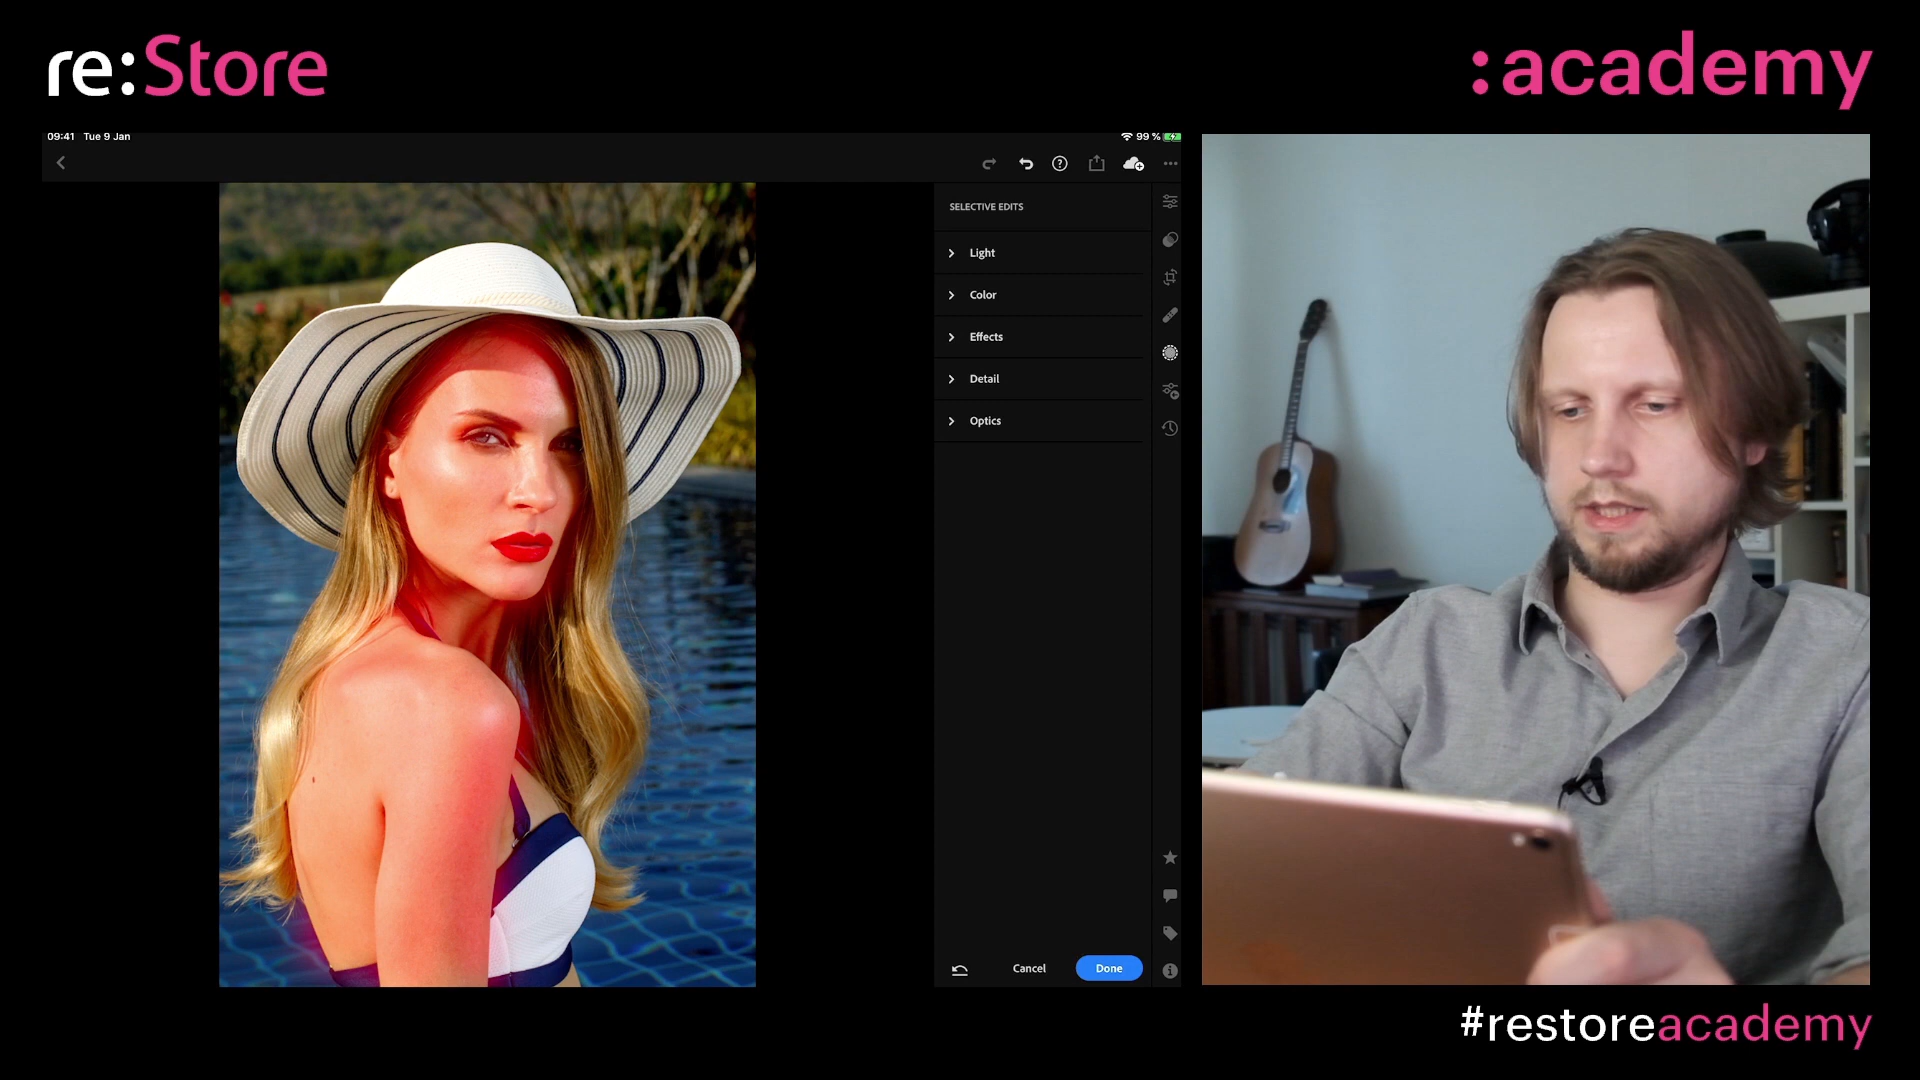 re:Store
:academy
09:41 Tue 9 Jan
99 %
SELECTIVE EDITS
Light
Color
Effects
Detail
Optics
Cancel
Done
#restoreacademy